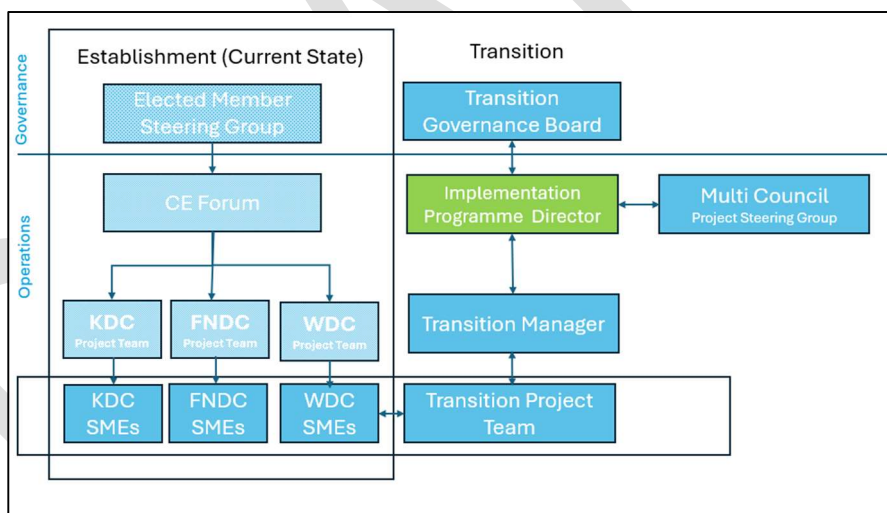 Establishment (Current State)
Transition
Governance
Elected Member
Steering Group
Transition
Governance Board
Operations
CE Forum
Implementation
Programme Director
Multi Council
Project Steering Group
KDC
Project Team
FNDC
Project Team
WDC
Project Team
Transition Manager
KDC
SMEs
FNDC
SMEs
WDC
SMEs
Transition Project
Team